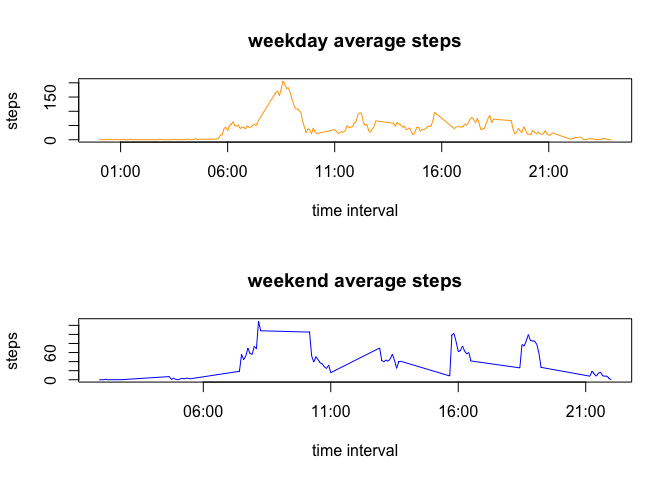 weekday average steps
steps
150
0
01:00 06:00 11:00 16:00 21:00
time interval
weekend average steps
steps
60
0
06:00 11:00 16:00 21:00
time interval